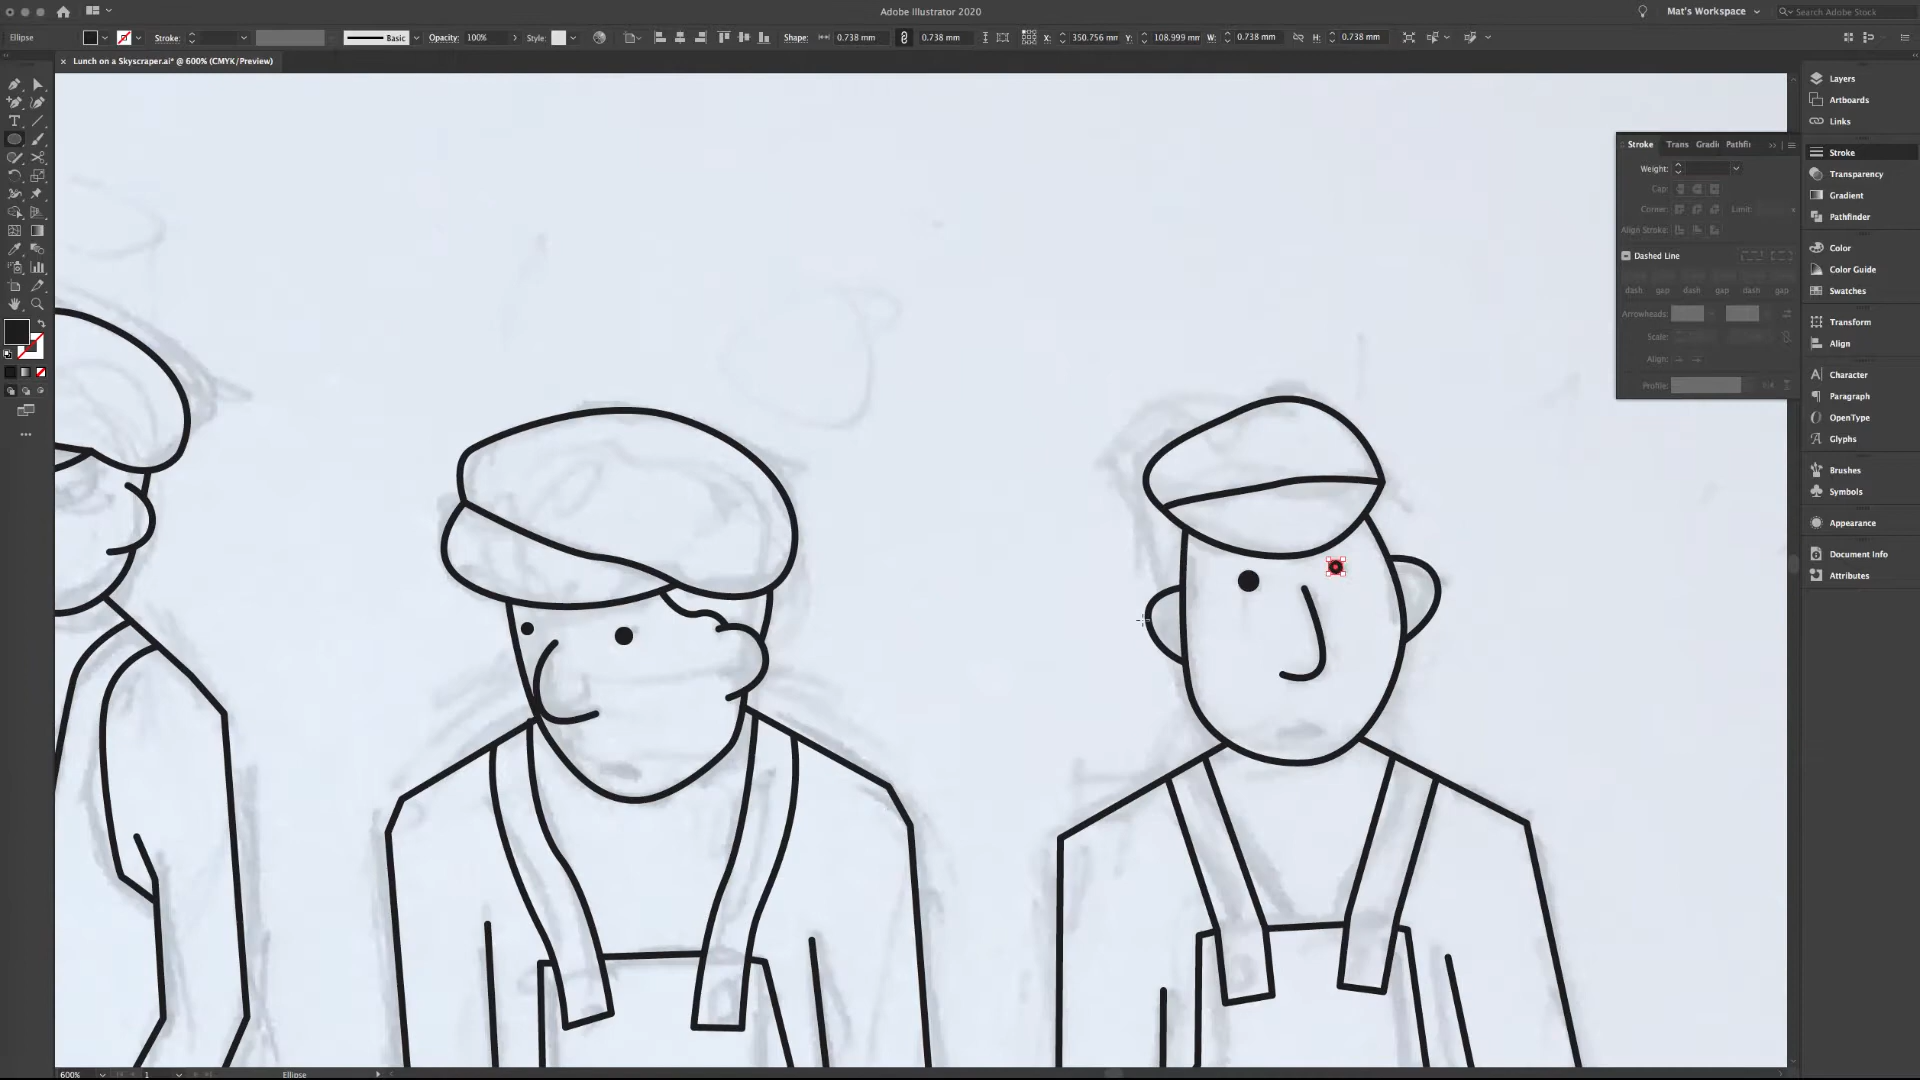 Adobe Illustrator 2020
Mat's Workspace
Search Adobe Stock
Ellipse
Stroke:
Basic
Opacity:
100%
Style:
Shape:
0.738 mm
0.738 mm
X:
350.756 mm
Y:
108.999 mm
W:
0.738 mm
H:
0.738 mm
× Lunch on a Skyscraper.ai* @ 600% (CMYK/Preview)
Layers
Artboards
Links
Stroke
Transparency
Gradient
Pathfinder
Color
Color Guide
Swatches
Transform
Align
Character
Paragraph
OpenType
Glyphs
Brushes
Symbols
Appearance
Document Info
Attributes
Stroke
Trans
Gradi
Pathfi
Weight:
Cap:
Corner:
Limit:
Align Stroke:
Dashed Line
dash gap dash gap dash gap
Arrowheads:
Scale:
Align:
Profile:
600%
1
Ellipse